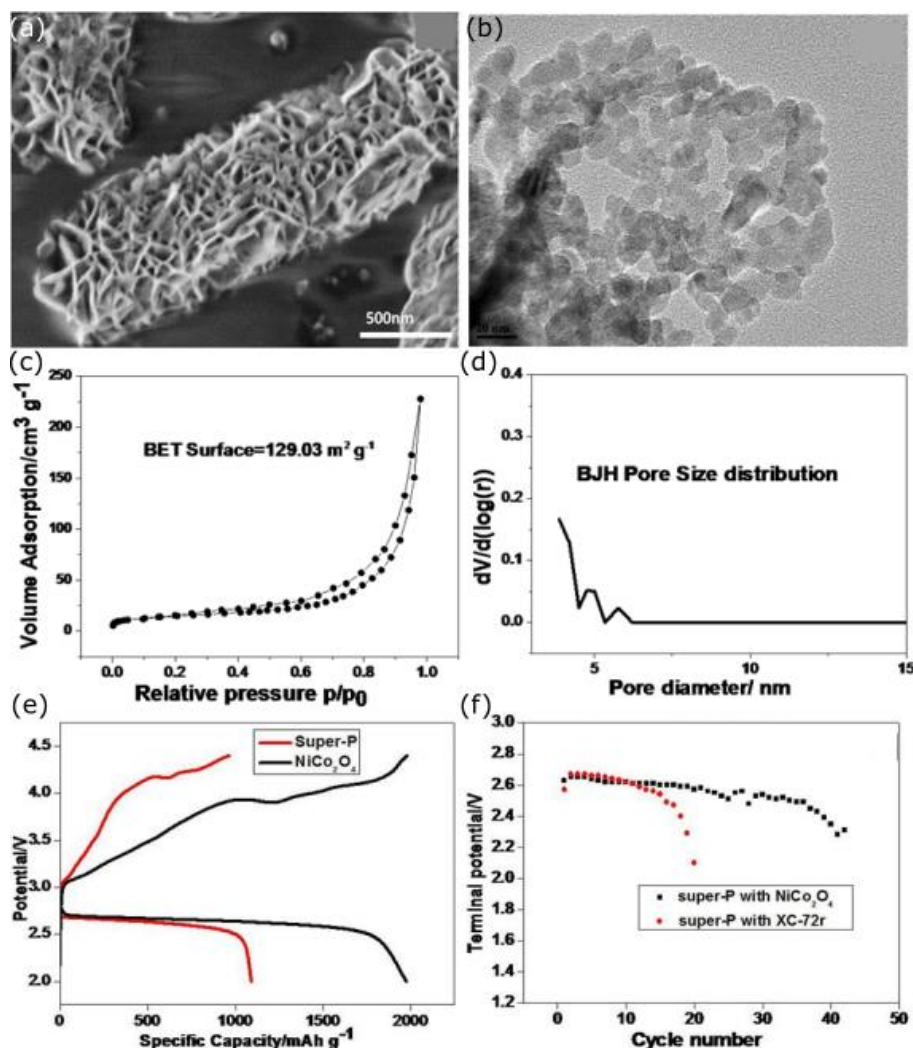 (a)
500nm
(b)
(c)
250
200
150
100
50
0
Volume Adsorption/cm³ g⁻¹
BET Surface=129.03 m² g⁻¹
0.0 0.2 0.4 0.6 0.8 1.0
Relative pressure p/p₀
(d)
0.4
0.3
0.2
0.1
0.0
dV/d(log(r))
BJH Pore Size distribution
5 10 15
Pore diameter/ nm
(e)
4.5
4.0
3.5
3.0
2.5
2.0
Potential/V
Super-P
NiCo₂O₄
0 500 1000 1500 2000
Specific Capacity/mAh g⁻¹
(f)
3.0
2.8
2.6
2.4
2.2
2.0
1.8
1.6
1.4
1.2
Terminal potential/V
super-P with NiCo₂O₄
super-P with XC-72r
0 10 20 30 40 50
Cycle number